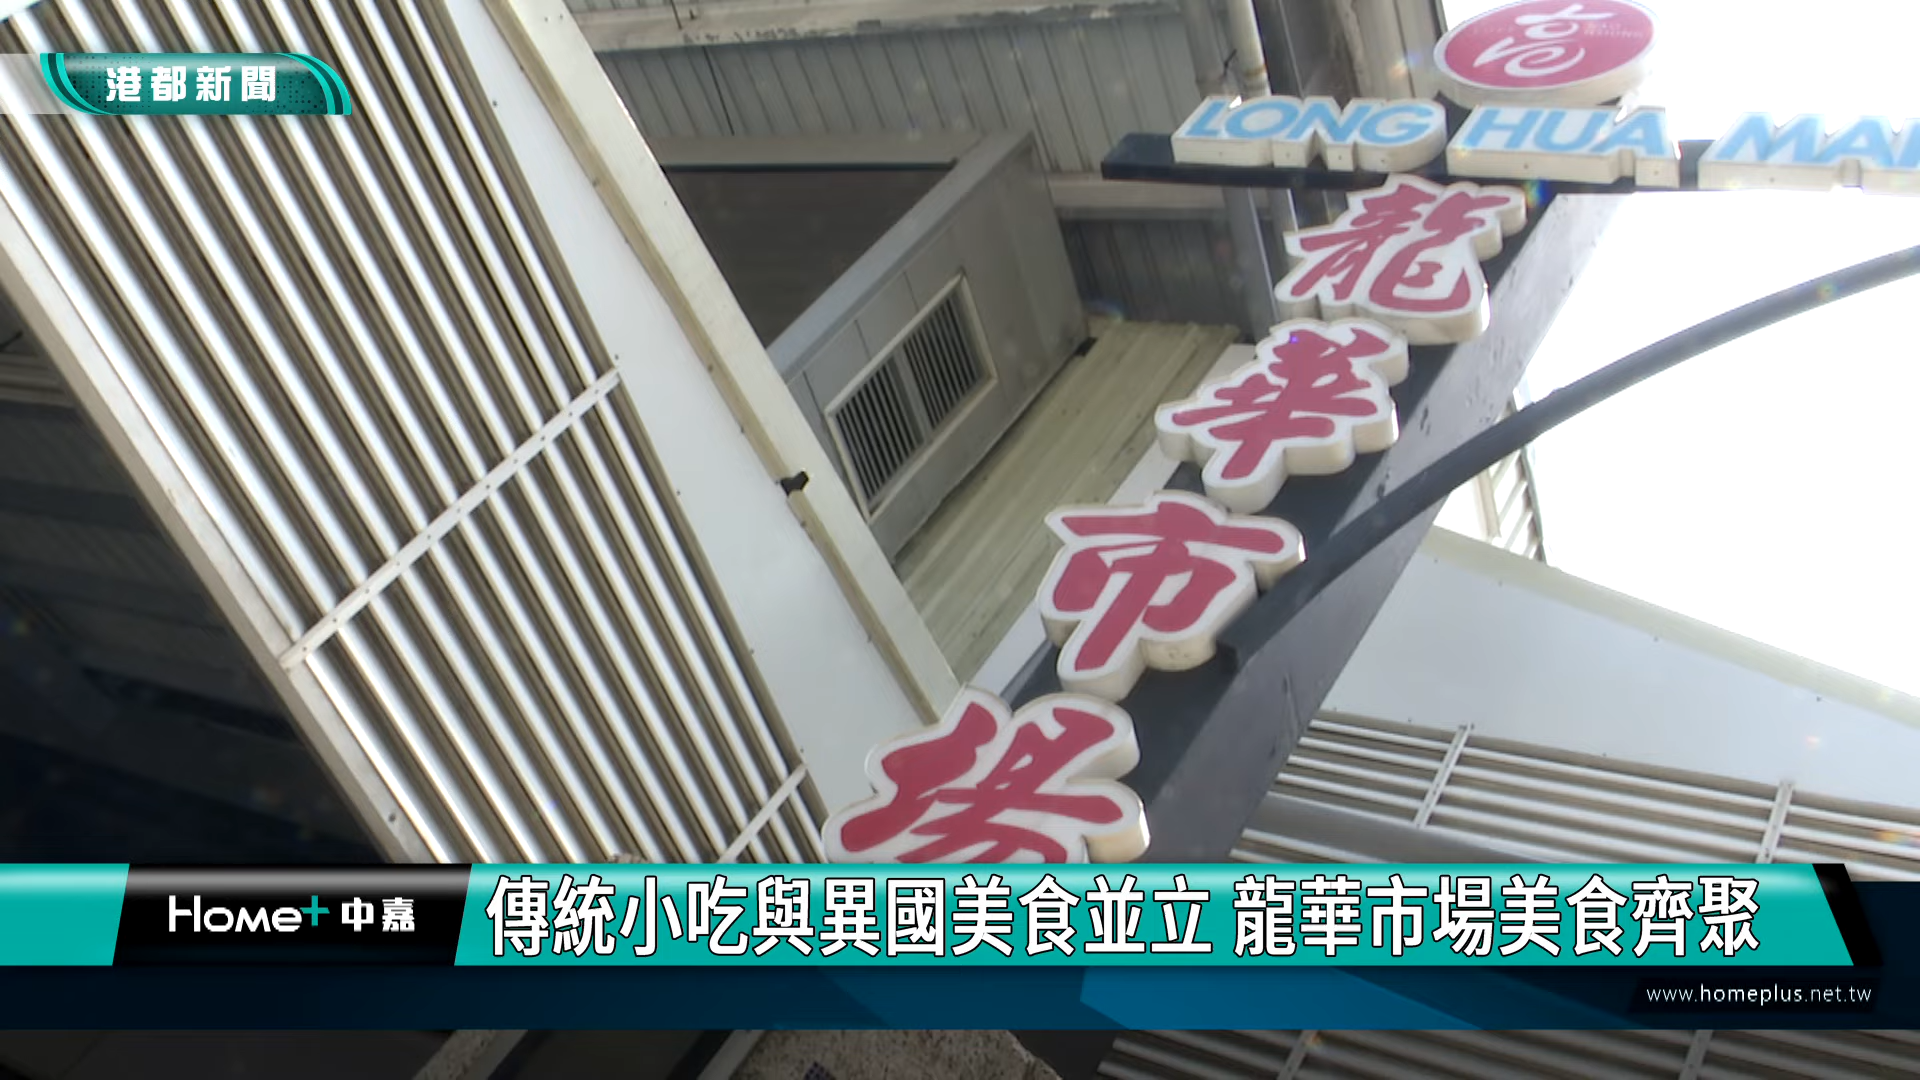 港都新聞
LONG HUA MAR
龍華市場
Home+ 中嘉
傳統小吃與異國美食並立 龍華市場美食齊聚
www.homeplus.net.tw